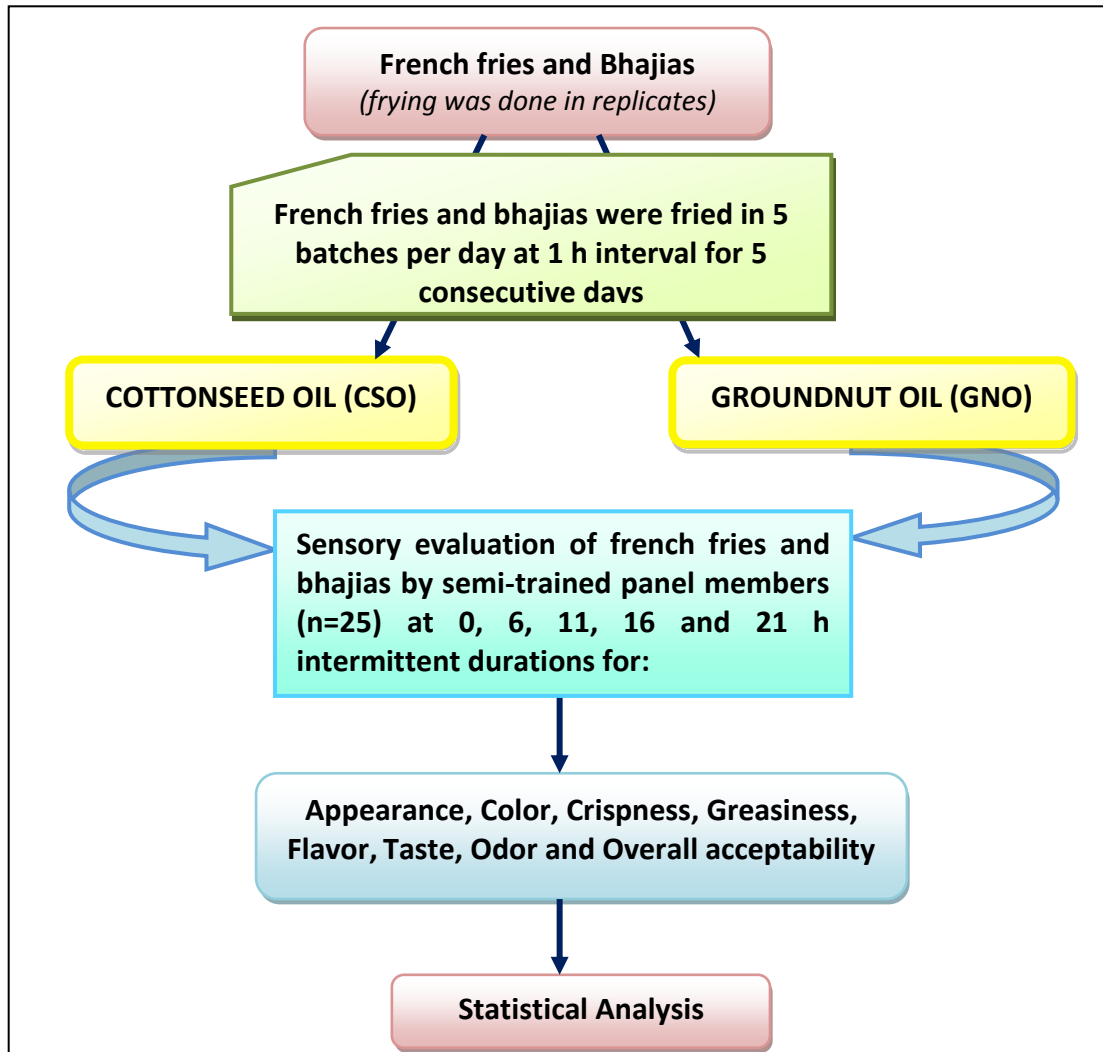 French fries and Bhajias
(frying was done in replicates)
French fries and bhajias were fried in 5
batches per day at 1 h interval for 5
consecutive days
COTTONSEED OIL (CSO)
GROUNDNUT OIL (GNO)
Sensory evaluation of french fries and
bhajias by semi-trained panel members
(n=25) at 0, 6, 11, 16 and 21 h
intermittent durations for:
Appearance, Color, Crispness, Greasiness,
Flavor, Taste, Odor and Overall acceptability
Statistical Analysis